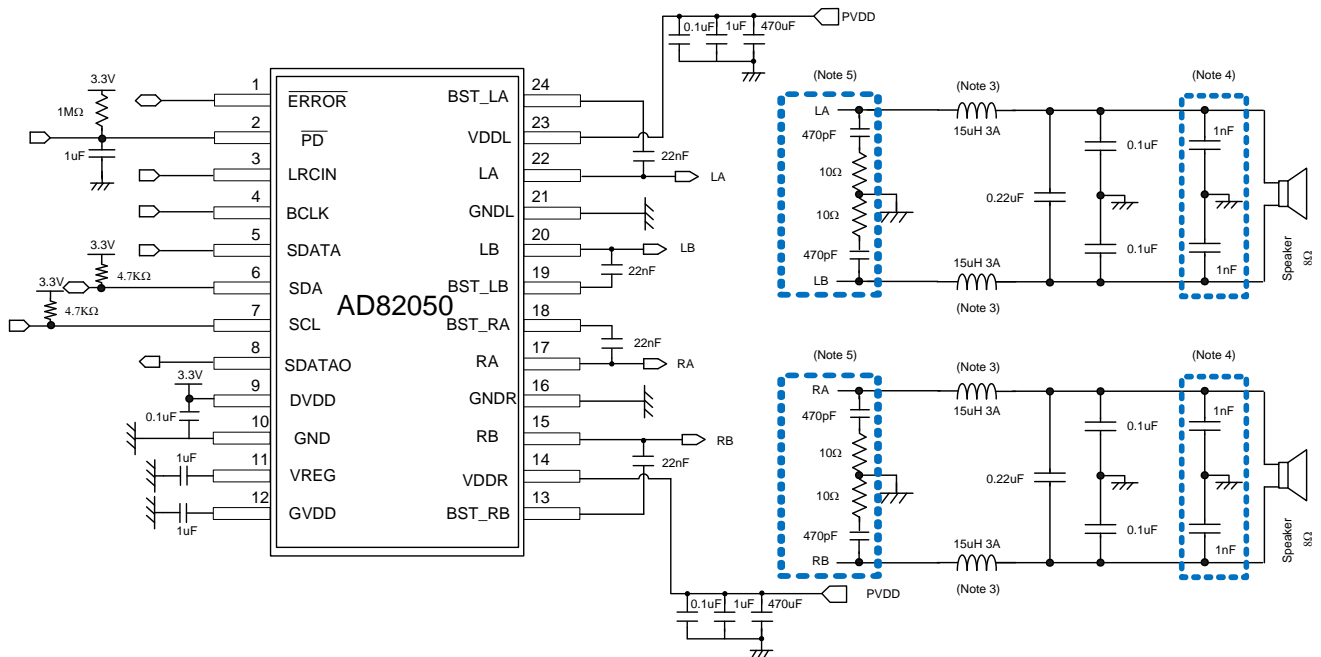 0.1uF 1uF 470uF
PVDD
3.3V
1MΩ
1uF
1
ERROR
2
PD
3
LRCIN
4
BCLK
5
SDATA
3.3V
4.7KΩ
6
SDA
3.3V
4.7KΩ
7
SCL
8
SDATAO
3.3V
9
DVDD
0.1uF
10
GND
1uF
11
VREG
12
GVDD
1uF
AD82050
24
BST_LA
23
VDDL
22nF
22
LA
LA
21
GNDL
20
LB
LB
22nF
19
BST_LB
18
BST_RA
22nF
17
RA
RA
16
GNDR
15
RB
RB
22nF
14
VDDR
13
BST_RB
0.1uF 1uF 470uF
PVDD
(Note 5)
(Note 3)
(Note 4)
LA
15uH 3A
470pF
10Ω
10Ω
470pF
LB
0.22uF
0.1uF
0.1uF
1nF
1nF
15uH 3A
(Note 3)
Speaker
8Ω
(Note 5)
(Note 3)
(Note 4)
RA
15uH 3A
470pF
10Ω
10Ω
470pF
RB
0.22uF
0.1uF
0.1uF
1nF
1nF
15uH 3A
(Note 3)
Speaker
8Ω